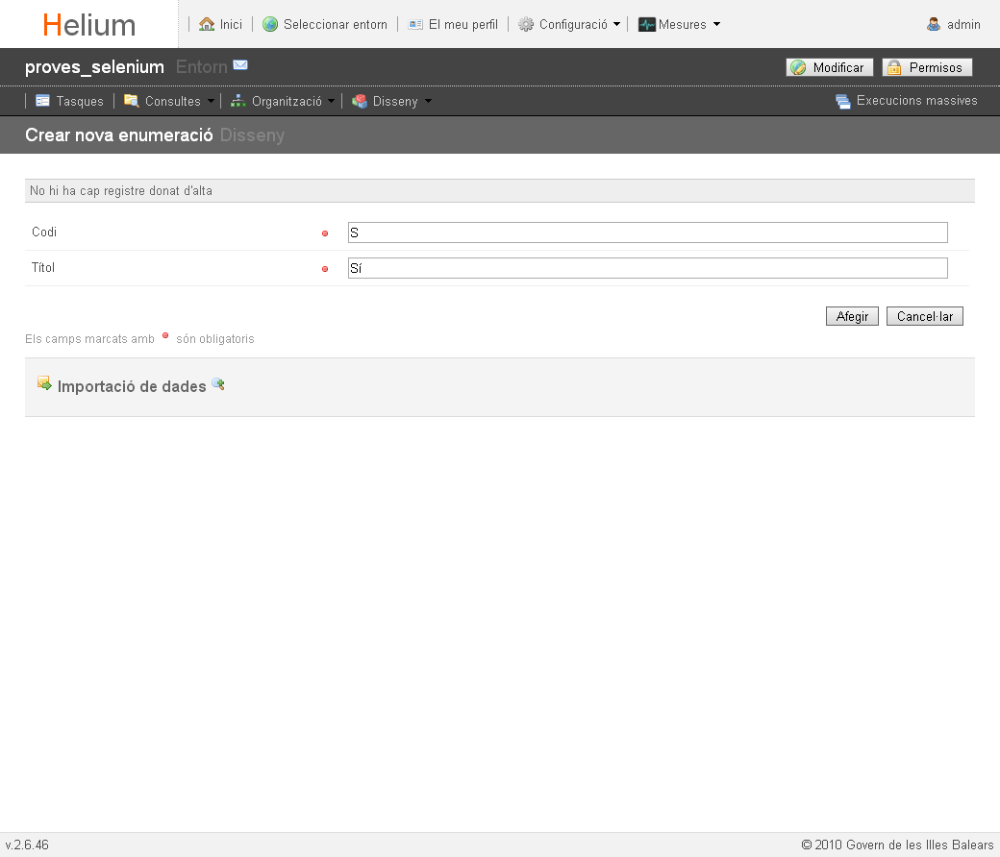 Helium
Inici
Seleccionar entorn
El meu perfil
Configuració
Mesures
admin
proves_selenium Entorn
Modificar
Permisos
Tasques
Consultes
Organització
Disseny
Execucions massives
Crear nova enumeració Disseny
No hi ha cap registre donat d'alta
Codi
S
Títol
Sí
Afegir
Cancel·lar
Els camps marcats amb són obligatoris
Importació de dades
v.2.6.46
© 2010 Govern de les Illes Balears